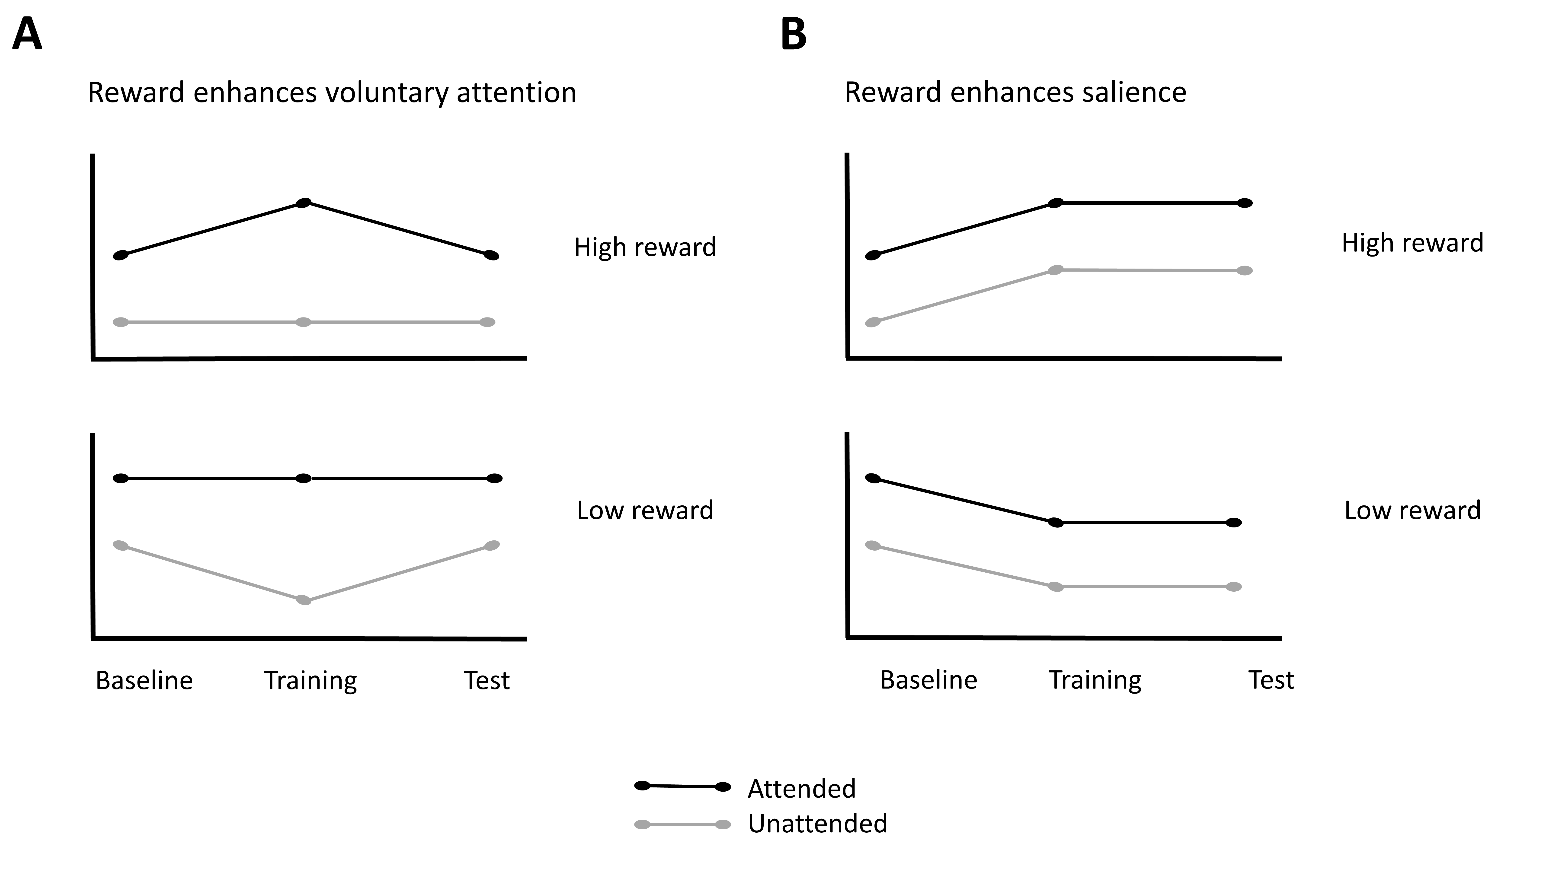 A
Reward enhances voluntary attention
High reward
Low reward
Baseline Training Test
B
Reward enhances salience
High reward
Low reward
Baseline Training Test
Attended
Unattended